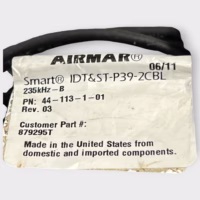 AIRMAR®
06/11
Smart® IDT&ST-P39-2CBL
235kHz-B
PN: 44-113-1-01
Rev. 03
Customer Part #:
879295T
Made in the United States from
domestic and imported components.